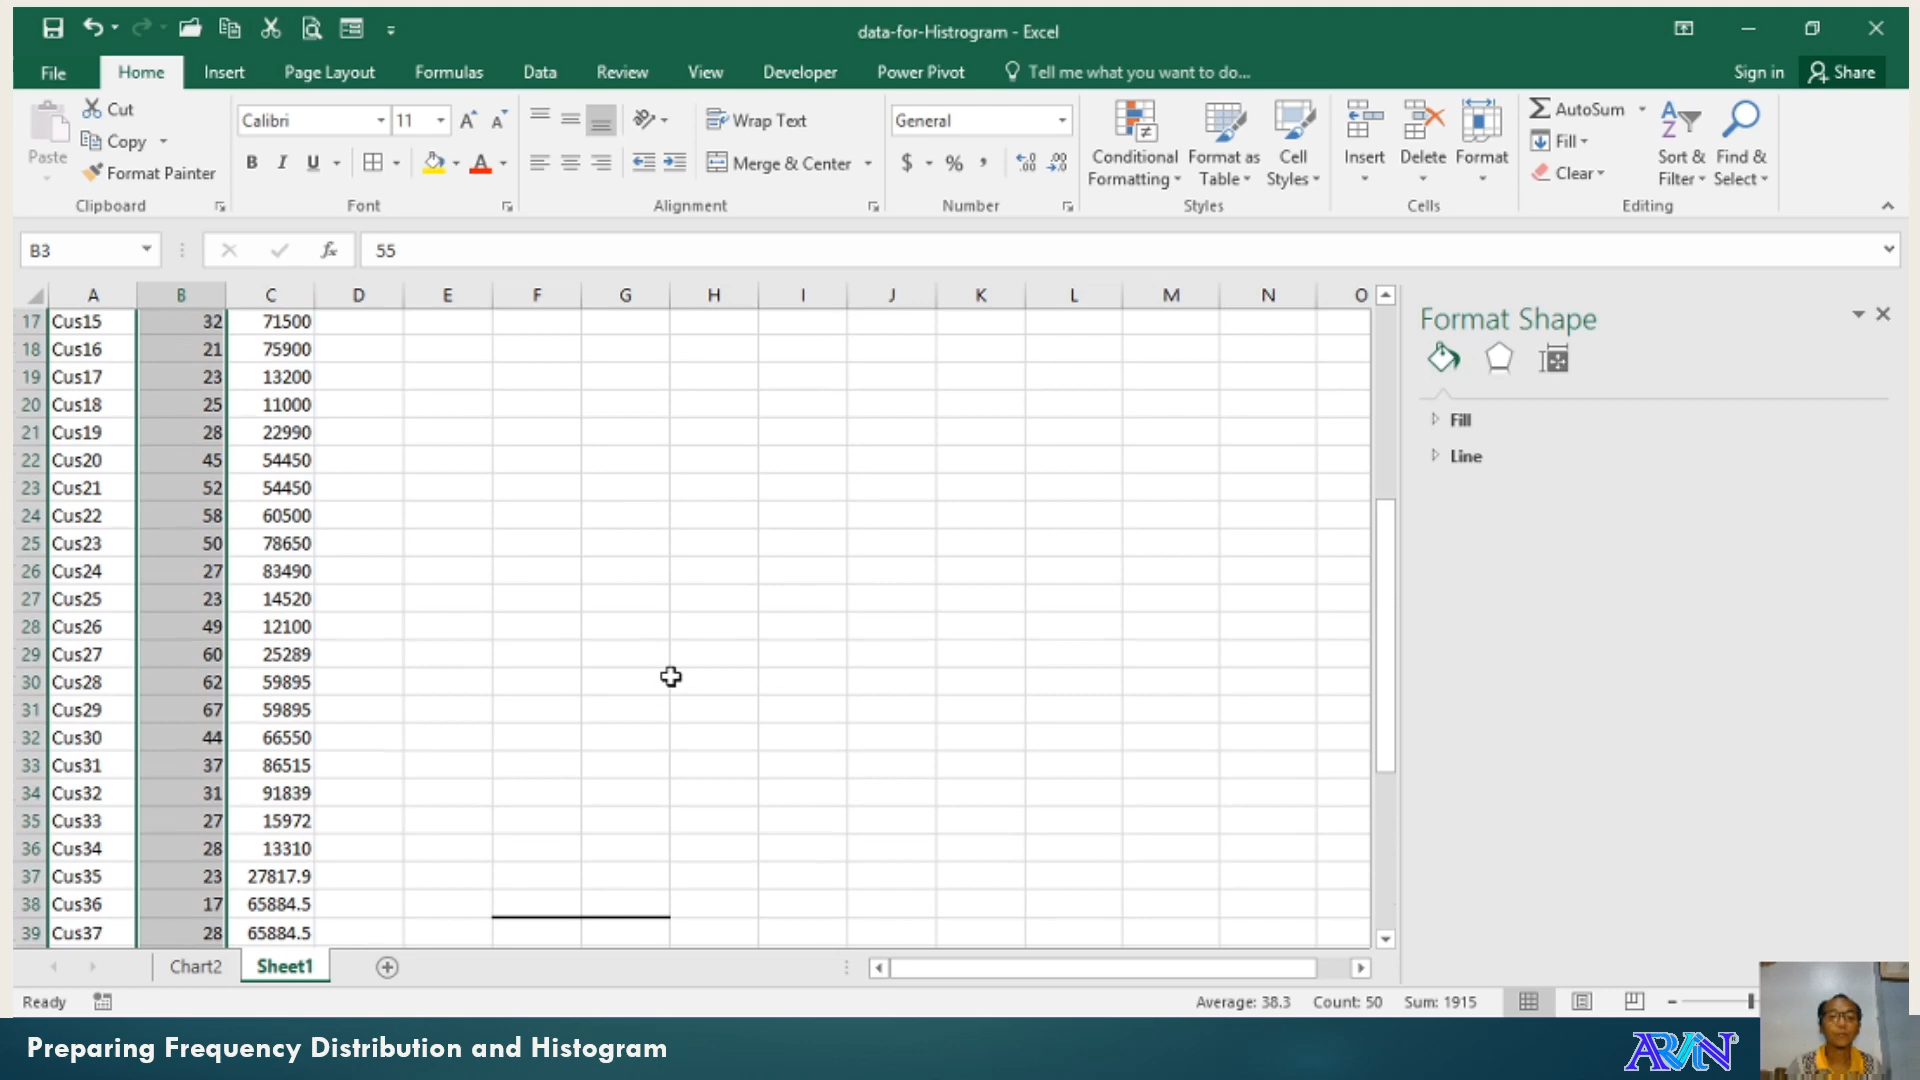 data-for-Histrogram - Excel
File Home Insert Page Layout Formulas Data Review View Developer Power Pivot Tell me what you want to do... Sign in Share
Paste Cut Copy Format Painter Clipboard
Calibri 11 B I U A A A Font
Wrap Text Merge & Center Alignment
General $ % , Number
Conditional Formatting Format as Table Cell Styles Styles
Insert Delete Format Cells
AutoSum Fill Clear Sort & Filter Find & Select Editing
B3 fx 55
A B C D E F G H I J K L M N O
17 Cus15 32 71500
18 Cus16 21 75900
19 Cus17 23 13200
20 Cus18 25 11000
21 Cus19 28 22990
22 Cus20 45 54450
23 Cus21 52 54450
24 Cus22 58 60500
25 Cus23 50 78650
26 Cus24 27 83490
27 Cus25 23 14520
28 Cus26 49 12100
29 Cus27 60 25289
30 Cus28 62 59895
31 Cus29 67 59895
32 Cus30 44 66550
33 Cus31 37 86515
34 Cus32 31 91839
35 Cus33 27 15972
36 Cus34 28 13310
37 Cus35 23 27817.9
38 Cus36 17 65884.5
39 Cus37 28 65884.5
Format Shape
Fill
Line
Chart2 Sheet1
Ready Average: 38.3 Count: 50 Sum: 1915
Preparing Frequency Distribution and Histogram
ARVIN